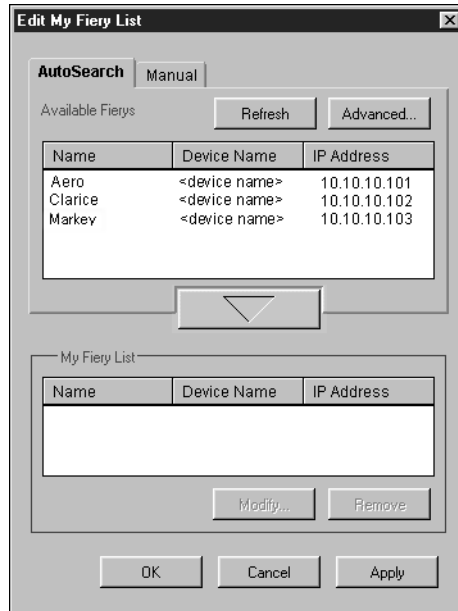 Edit My Fiery List
AutoSearch Manual
Available Fierys Refresh Advanced...
Name Device Name IP Address
Aero <device name> 10.10.10.101
Clarice <device name> 10.10.10.102
Markey <device name> 10.10.10.103
My Fiery List
Name Device Name IP Address
Modify... Remove
OK Cancel Apply